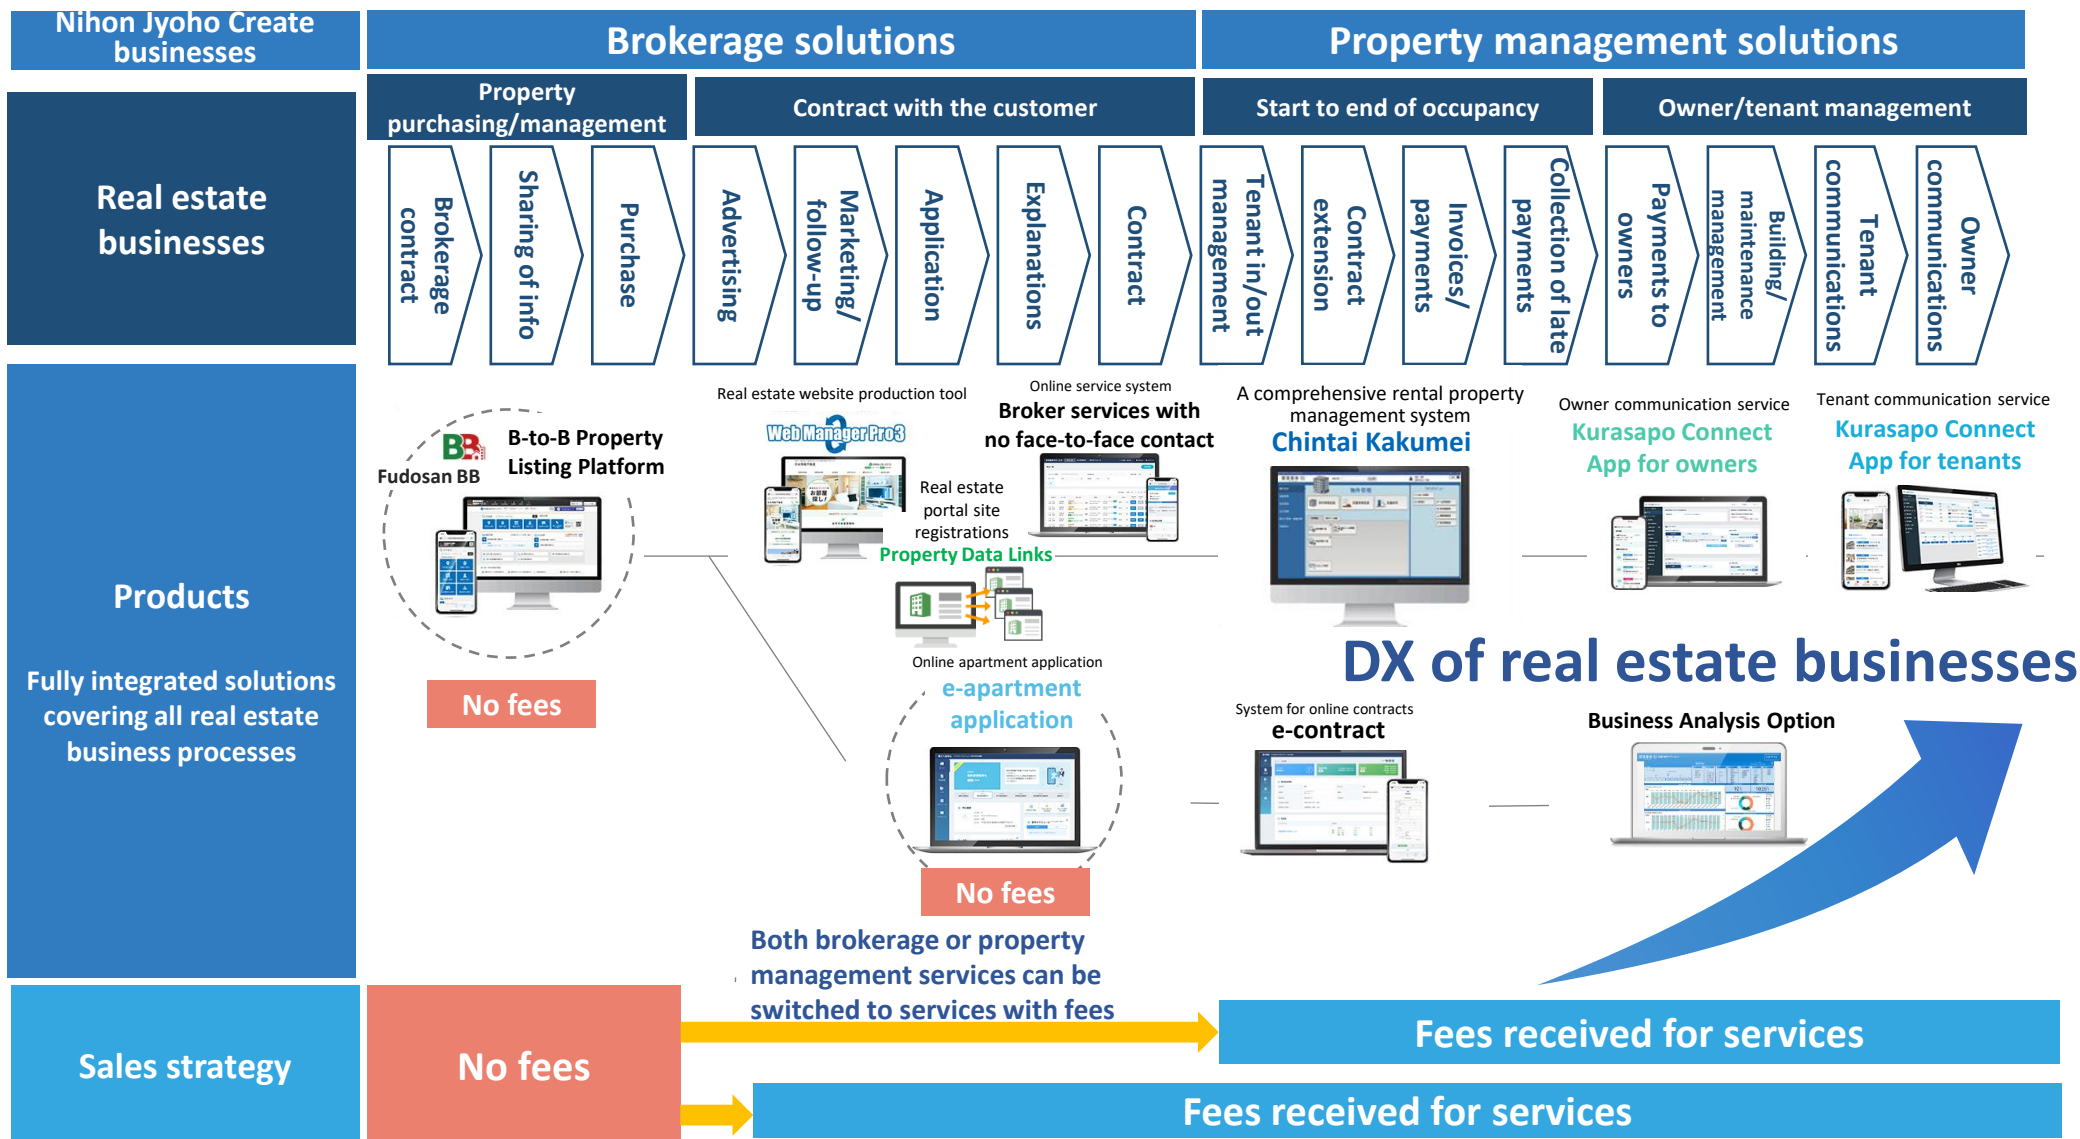 Nihon Jyoho Create
businesses
Brokerage solutions
Property management solutions
Real estate
businesses
Property
purchasing/management
Contract with the customer
Start to end of occupancy
Owner/tenant management
Brokerage
contract
Sharing of info
Purchase
Advertising
Marketing/
follow-up
Application
Explanations
Contract
Tenant in/out
management
Contract
extension
Invoices/
payments
Collection of late
payments
Payments to
owners
Building/
maintenance
management
Tenant
communications
Owner
communications
Products
Fully integrated solutions
covering all real estate
business processes
BB
Fudosan BB
B-to-B Property
Listing Platform
No fees
Real estate website production tool
Web Manager Pro3
お部屋
探し!
Real estate
portal site
registrations
Property Data Links
Online service system
Broker services with
no face-to-face contact
Online apartment application
e-apartment
application
No fees
A comprehensive rental property
management system
Chintai Kakumei
Owner communication service
Kurasapo Connect
App for owners
Tenant communication service
Kurasapo Connect
App for tenants
DX of real estate businesses
System for online contracts
e-contract
Business Analysis Option
Both brokerage or property
management services can be
switched to services with fees
Sales strategy
No fees
Fees received for services
Fees received for services